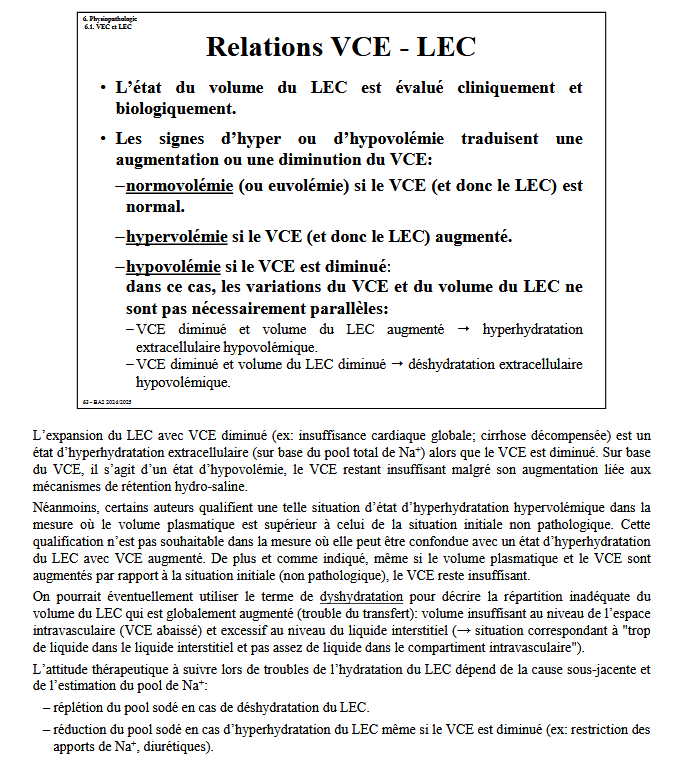 6. Physiopathologie
6.1. VEC et LEC
Relations VCE - LEC
• L’état du volume du LEC est évalué cliniquement et
biologiquement.
• Les signes d’hyper ou d’hypovolémie traduisent une
augmentation ou une diminution du VCE:
–normovolémie (ou euvolémie) si le VCE (et donc le LEC) est
normal.
–hypervolémie si le VCE (et donc le LEC) augmenté.
–hypovolémie si le VCE est diminué:
dans ce cas, les variations du VCE et du volume du LEC ne
sont pas nécessairement parallèles:
– VCE diminué et volume du LEC augmenté → hyperhydratation
extracellulaire hypovolémique.
– VCE diminué et volume du LEC diminué → déshydratation extracellulaire
hypovolémique.
63 - BA2 2024/2025
L’expansion du LEC avec VCE diminué (ex: insuffisance cardiaque globale; cirrhose décompensée) est un
état d’hyperhydratation extracellulaire (sur base du pool total de Na⁺) alors que le VCE est diminué. Sur base
du VCE, il s’agit d’un état d’hypovolémie, le VCE restant insuffisant malgré son augmentation liée aux
mécanismes de rétention hydro-saline.
Néanmoins, certains auteurs qualifient une telle situation d’état d’hyperhydratation hypervolémique dans la
mesure où le volume plasmatique est supérieur à celui de la situation initiale non pathologique. Cette
qualification n’est pas souhaitable dans la mesure où elle peut être confondue avec un état d’hyperhydratation
du LEC avec VCE augmenté. De plus et comme indiqué, même si le volume plasmatique et le VCE sont
augmentés par rapport à la situation initiale (non pathologique), le VCE reste insuffisant.
On pourrait éventuellement utiliser le terme de dyshydratation pour décrire la répartition inadéquate du
volume du LEC qui est globalement augmenté (trouble du transfert): volume insuffisant au niveau de l’espace
intravasculaire (VCE abaissé) et excessif au niveau du liquide interstitiel (→ situation correspondant à "trop
de liquide dans le liquide interstitiel et pas assez de liquide dans le compartiment intravasculaire").
L’attitude thérapeutique à suivre lors de troubles de l’hydratation du LEC dépend de la cause sous-jacente et
de l’estimation du pool de Na⁺:
– réplétion du pool sodé en cas de déshydratation du LEC.
– réduction du pool sodé en cas d’hyperhydratation du LEC même si le VCE est diminué (ex: restriction des
apports de Na⁺, diurétiques).